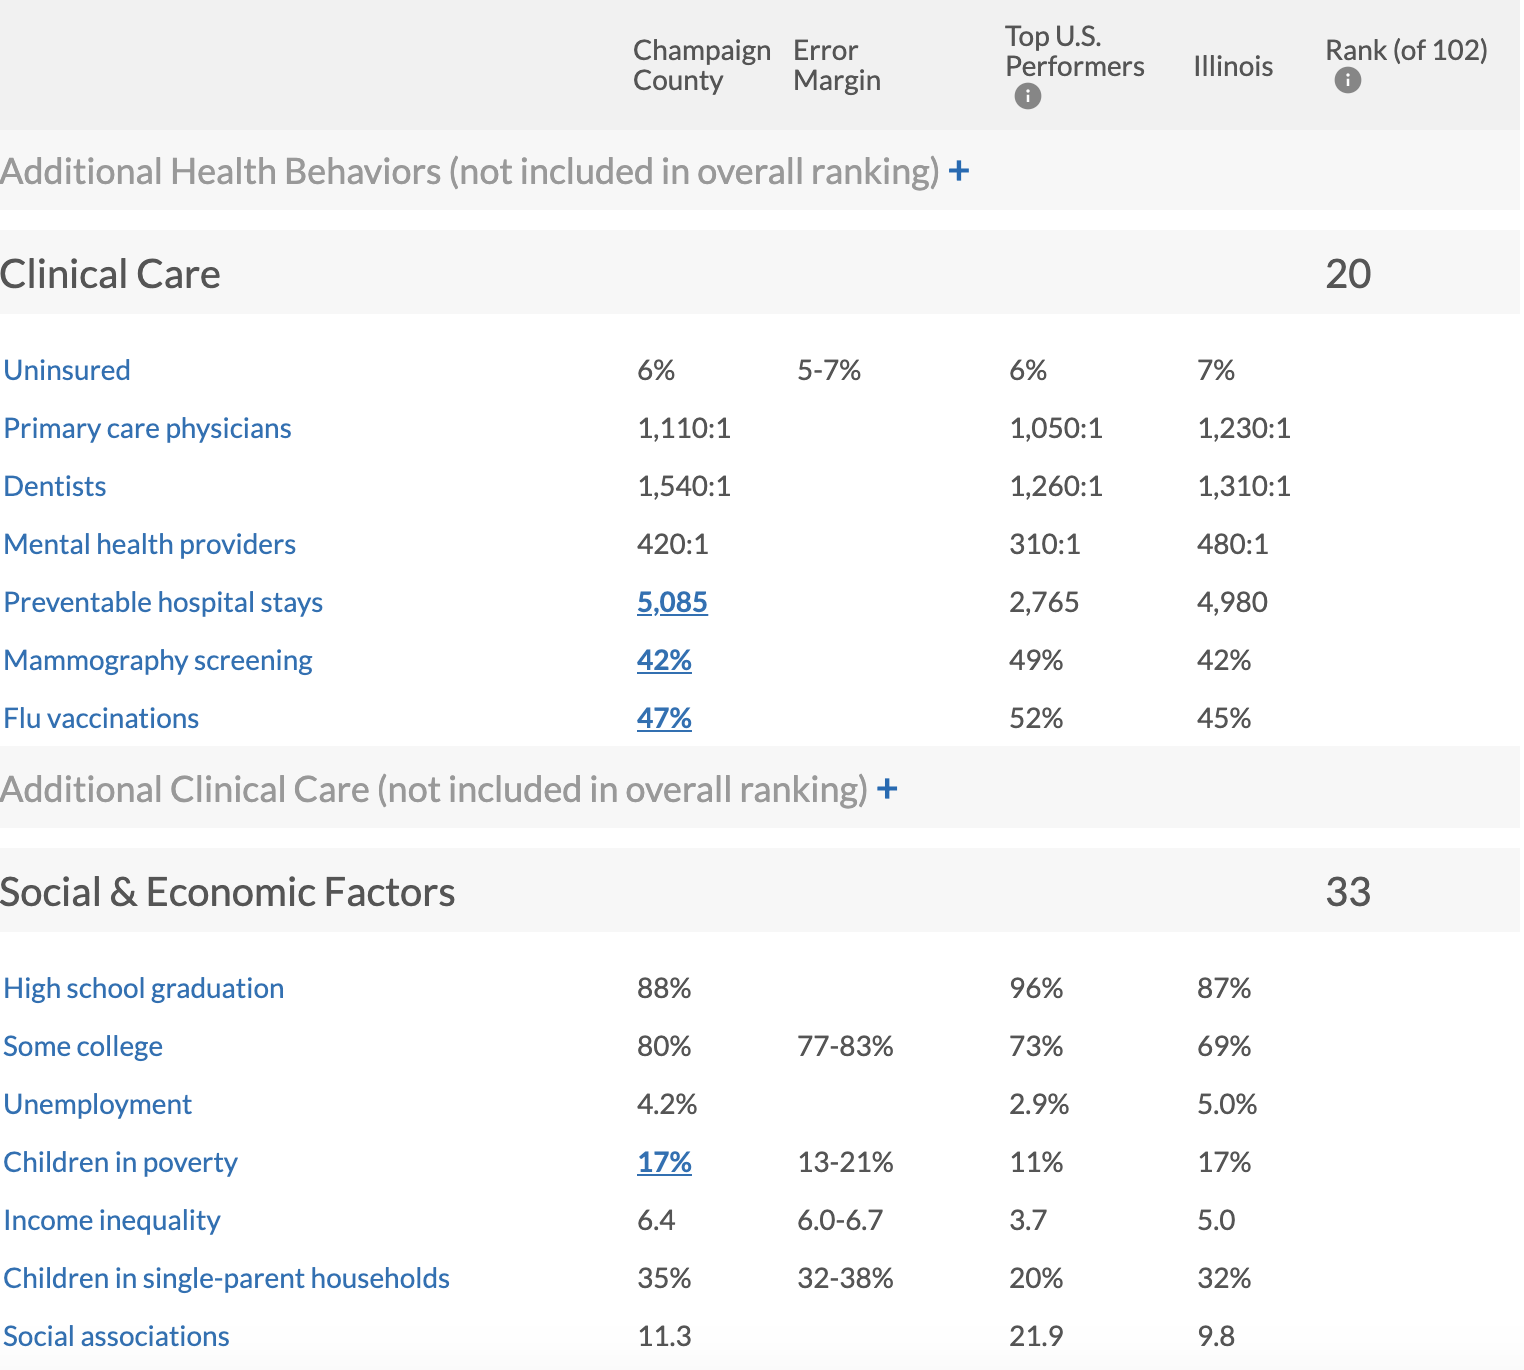 Champaign County Error Margin Top U.S. Performers Illinois Rank (of 102)
Additional Health Behaviors (not included in overall ranking) +
Clinical Care 20
Uninsured 6% 5-7% 6% 7%
Primary care physicians 1,110:1 1,050:1 1,230:1
Dentists 1,540:1 1,260:1 1,310:1
Mental health providers 420:1 310:1 480:1
Preventable hospital stays 5,085 2,765 4,980
Mammography screening 42% 49% 42%
Flu vaccinations 47% 52% 45%
Additional Clinical Care (not included in overall ranking) +
Social & Economic Factors 33
High school graduation 88% 96% 87%
Some college 80% 77-83% 73% 69%
Unemployment 4.2% 2.9% 5.0%
Children in poverty 17% 13-21% 11% 17%
Income inequality 6.4 6.0-6.7 3.7 5.0
Children in single-parent households 35% 32-38% 20% 32%
Social associations 11.3 21.9 9.8